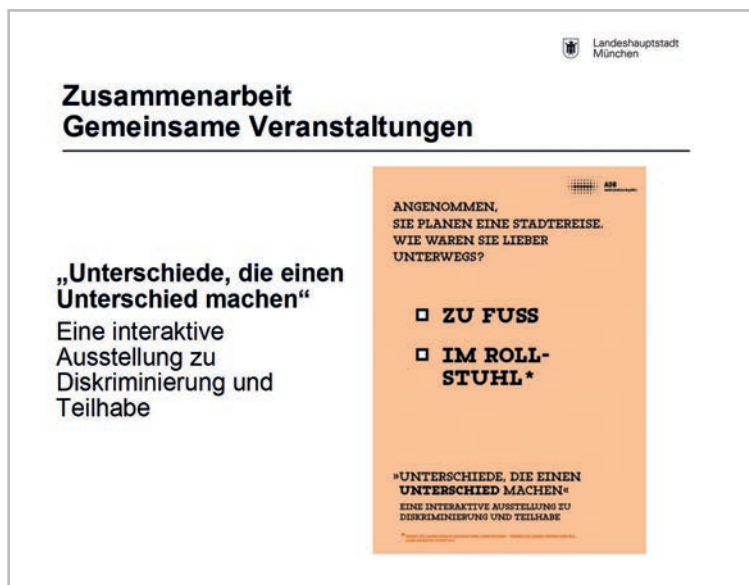 Landeshauptstadt
München
Zusammenarbeit
Gemeinsame Veranstaltungen
„Unterschiede, die einen
Unterschied machen“
Eine interaktive
Ausstellung zu
Diskriminierung und
Teilhabe
ADB
ANGENOMMEN,
SIE PLANEN EINE STADTEREISE.
WIE WAREN SIE LIEBER
UNTERWEGS?
ZU FUSS
IM ROLL-
STUHL*
»UNTERSCHIEDE, DIE EINEN
UNTERSCHIED MACHEN«
EINE INTERAKTIVE AUSSTELLUNG ZU
DISKRIMINIERUNG UND TEILHABE